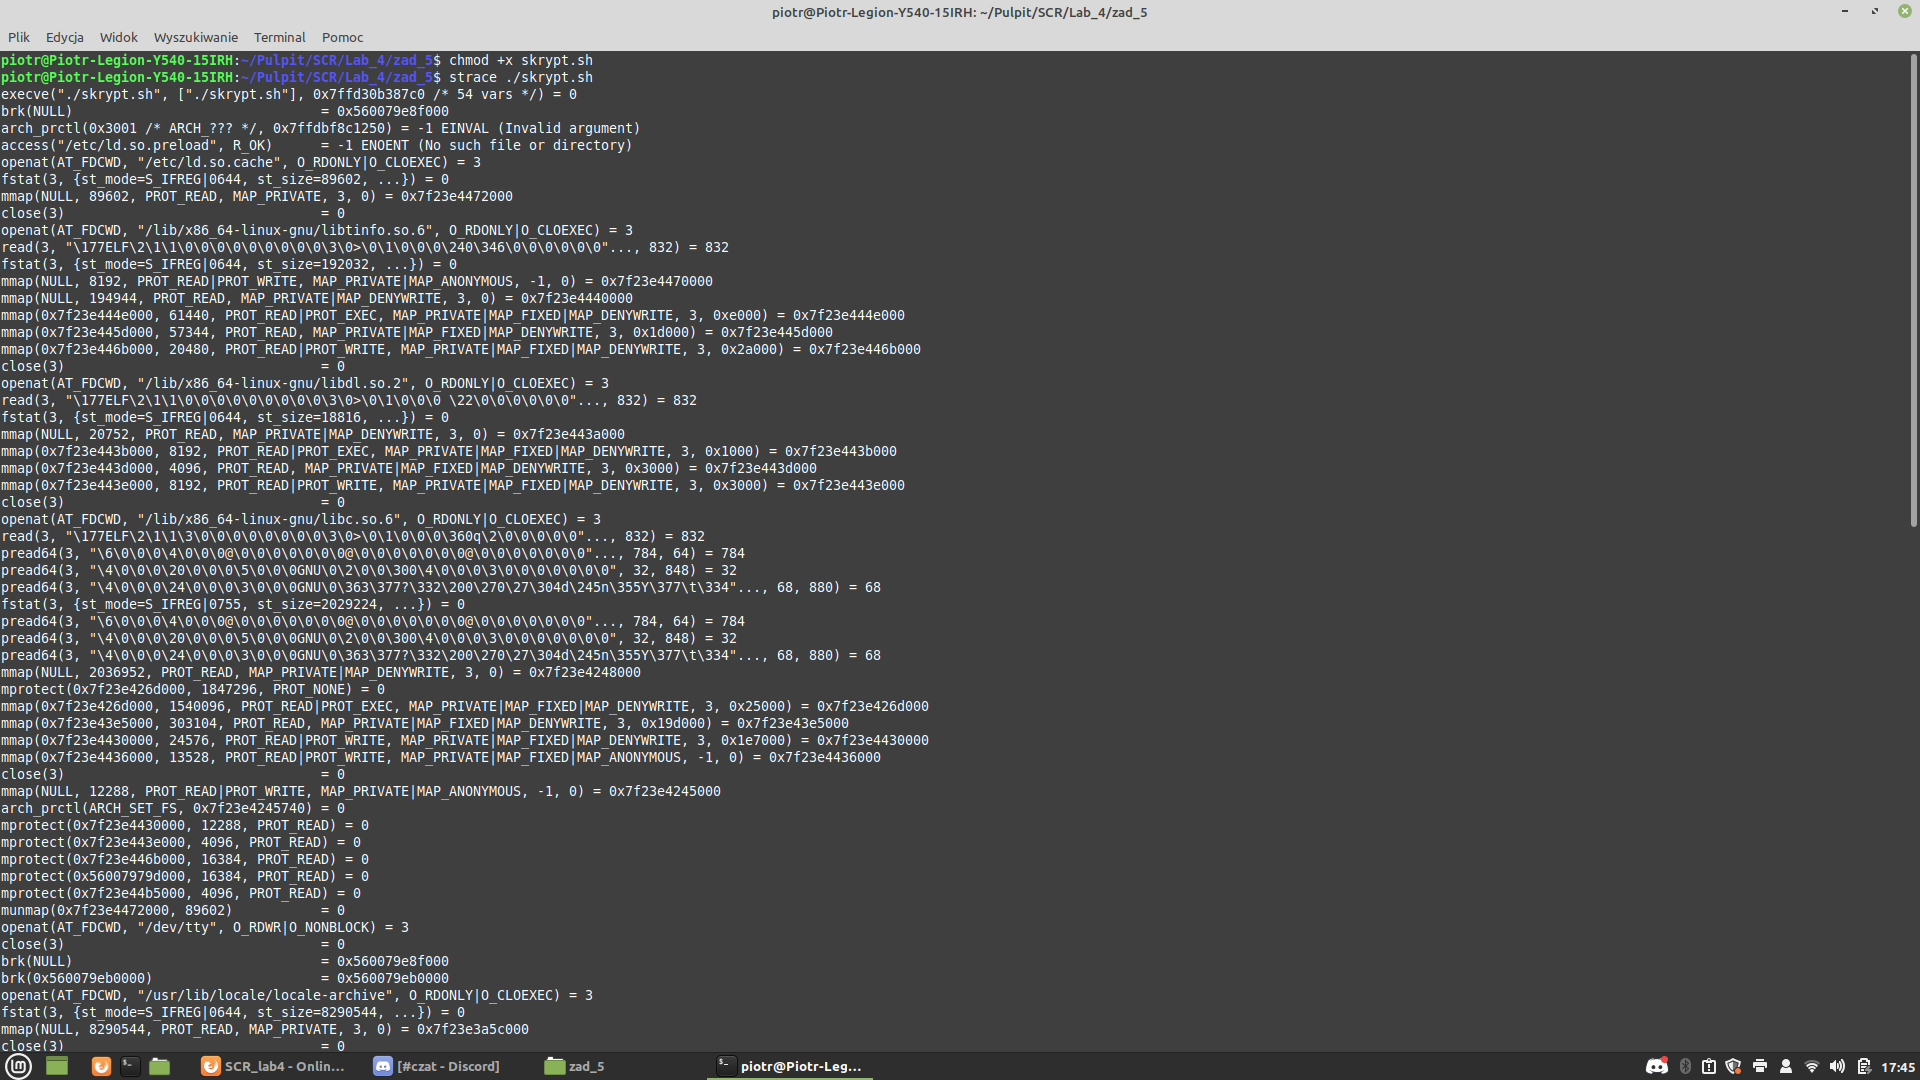 piotr@Piotr-Legion-Y540-15IRH: ~/Pulpit/SCR/Lab_4/zad_5
Plik Edycja Widok Wyszukiwanie Terminal Pomoc
piotr@Piotr-Legion-Y540-15IRH:~/Pulpit/SCR/Lab_4/zad_5$ chmod +x skrypt.sh
piotr@Piotr-Legion-Y540-15IRH:~/Pulpit/SCR/Lab_4/zad_5$ strace ./skrypt.sh
execve("./skrypt.sh", ["./skrypt.sh"], 0x7ffd30b387c0 /* 54 vars */) = 0
brk(NULL)                               = 0x560079e8f000
arch_prctl(0x3001 /* ARCH_??? */, 0x7ffdbf8c1250) = -1 EINVAL (Invalid argument)
access("/etc/ld.so.preload", R_OK)      = -1 ENOENT (No such file or directory)
openat(AT_FDCWD, "/etc/ld.so.cache", O_RDONLY|O_CLOEXEC) = 3
fstat(3, {st_mode=S_IFREG|0644, st_size=89602, ...}) = 0
mmap(NULL, 89602, PROT_READ, MAP_PRIVATE, 3, 0) = 0x7f23e4472000
close(3)                                = 0
openat(AT_FDCWD, "/lib/x86_64-linux-gnu/libtinfo.so.6", O_RDONLY|O_CLOEXEC) = 3
read(3, "\177ELF\2\1\1\0\0\0\0\0\0\0\0\0\3\0>\0\1\0\0\0\240\346\0\0\0\0\0\0"..., 832) = 832
fstat(3, {st_mode=S_IFREG|0644, st_size=192032, ...}) = 0
mmap(NULL, 8192, PROT_READ|PROT_WRITE, MAP_PRIVATE|MAP_ANONYMOUS, -1, 0) = 0x7f23e4470000
mmap(NULL, 194944, PROT_READ, MAP_PRIVATE|MAP_DENYWRITE, 3, 0) = 0x7f23e4440000
mmap(0x7f23e444e000, 61440, PROT_READ|PROT_EXEC, MAP_PRIVATE|MAP_FIXED|MAP_DENYWRITE, 3, 0xe000) = 0x7f23e444e000
mmap(0x7f23e445d000, 57344, PROT_READ, MAP_PRIVATE|MAP_FIXED|MAP_DENYWRITE, 3, 0x1d000) = 0x7f23e445d000
mmap(0x7f23e446b000, 20480, PROT_READ|PROT_WRITE, MAP_PRIVATE|MAP_FIXED|MAP_DENYWRITE, 3, 0x2a000) = 0x7f23e446b000
close(3)                                = 0
openat(AT_FDCWD, "/lib/x86_64-linux-gnu/libdl.so.2", O_RDONLY|O_CLOEXEC) = 3
read(3, "\177ELF\2\1\1\0\0\0\0\0\0\0\0\0\3\0>\0\1\0\0\0 \22\0\0\0\0\0\0"..., 832) = 832
fstat(3, {st_mode=S_IFREG|0644, st_size=18816, ...}) = 0
mmap(NULL, 20752, PROT_READ, MAP_PRIVATE|MAP_DENYWRITE, 3, 0) = 0x7f23e443a000
mmap(0x7f23e443b000, 8192, PROT_READ|PROT_EXEC, MAP_PRIVATE|MAP_FIXED|MAP_DENYWRITE, 3, 0x1000) = 0x7f23e443b000
mmap(0x7f23e443d000, 4096, PROT_READ, MAP_PRIVATE|MAP_FIXED|MAP_DENYWRITE, 3, 0x3000) = 0x7f23e443d000
mmap(0x7f23e443e000, 8192, PROT_READ|PROT_WRITE, MAP_PRIVATE|MAP_FIXED|MAP_DENYWRITE, 3, 0x3000) = 0x7f23e443e000
close(3)                                = 0
openat(AT_FDCWD, "/lib/x86_64-linux-gnu/libc.so.6", O_RDONLY|O_CLOEXEC) = 3
read(3, "\177ELF\2\1\1\3\0\0\0\0\0\0\0\0\3\0>\0\1\0\0\0\360q\2\0\0\0\0\0"..., 832) = 832
pread64(3, "\6\0\0\0\4\0\0\0@\0\0\0\0\0\0\0@\0\0\0\0\0\0\0@\0\0\0\0\0\0\0"..., 784, 64) = 784
pread64(3, "\4\0\0\0\20\0\0\0\5\0\0\0GNU\0\2\0\0\300\4\0\0\0\3\0\0\0\0\0\0\0", 32, 848) = 32
pread64(3, "\4\0\0\0\24\0\0\0\3\0\0\0GNU\0\363\377?\332\200\270\27\304d\245n\355Y\377\t\334"..., 68, 880) = 68
fstat(3, {st_mode=S_IFREG|0755, st_size=2029224, ...}) = 0
pread64(3, "\6\0\0\0\4\0\0\0@\0\0\0\0\0\0\0@\0\0\0\0\0\0\0@\0\0\0\0\0\0\0"..., 784, 64) = 784
pread64(3, "\4\0\0\0\20\0\0\0\5\0\0\0GNU\0\2\0\0\300\4\0\0\0\3\0\0\0\0\0\0\0", 32, 848) = 32
pread64(3, "\4\0\0\0\24\0\0\0\3\0\0\0GNU\0\363\377?\332\200\270\27\304d\245n\355Y\377\t\334"..., 68, 880) = 68
mmap(NULL, 2036952, PROT_READ, MAP_PRIVATE|MAP_DENYWRITE, 3, 0) = 0x7f23e4248000
mprotect(0x7f23e426d000, 1847296, PROT_NONE) = 0
mmap(0x7f23e426d000, 1540096, PROT_READ|PROT_EXEC, MAP_PRIVATE|MAP_FIXED|MAP_DENYWRITE, 3, 0x25000) = 0x7f23e426d000
mmap(0x7f23e43e5000, 303104, PROT_READ, MAP_PRIVATE|MAP_FIXED|MAP_DENYWRITE, 3, 0x19d000) = 0x7f23e43e5000
mmap(0x7f23e4430000, 24576, PROT_READ|PROT_WRITE, MAP_PRIVATE|MAP_FIXED|MAP_DENYWRITE, 3, 0x1e7000) = 0x7f23e4430000
mmap(0x7f23e4436000, 13528, PROT_READ|PROT_WRITE, MAP_PRIVATE|MAP_FIXED|MAP_ANONYMOUS, -1, 0) = 0x7f23e4436000
close(3)                                = 0
mmap(NULL, 12288, PROT_READ|PROT_WRITE, MAP_PRIVATE|MAP_ANONYMOUS, -1, 0) = 0x7f23e4245000
arch_prctl(ARCH_SET_FS, 0x7f23e4245740) = 0
mprotect(0x7f23e4430000, 12288, PROT_READ) = 0
mprotect(0x7f23e443e000, 4096, PROT_READ) = 0
mprotect(0x7f23e446b000, 16384, PROT_READ) = 0
mprotect(0x56007979d000, 16384, PROT_READ) = 0
mprotect(0x7f23e44b5000, 4096, PROT_READ) = 0
munmap(0x7f23e4472000, 89602)           = 0
openat(AT_FDCWD, "/dev/tty", O_RDWR|O_NONBLOCK) = 3
close(3)                                = 0
brk(NULL)                               = 0x560079e8f000
brk(0x560079eb0000)                     = 0x560079eb0000
openat(AT_FDCWD, "/usr/lib/locale/locale-archive", O_RDONLY|O_CLOEXEC) = 3
fstat(3, {st_mode=S_IFREG|0644, st_size=8290544, ...}) = 0
mmap(NULL, 8290544, PROT_READ, MAP_PRIVATE, 3, 0) = 0x7f23e3a5c000
close(3)                                = 0
SCR_lab4 - Onlin... [#czat - Discord] zad_5 piotr@Piotr-Leg... 17:45